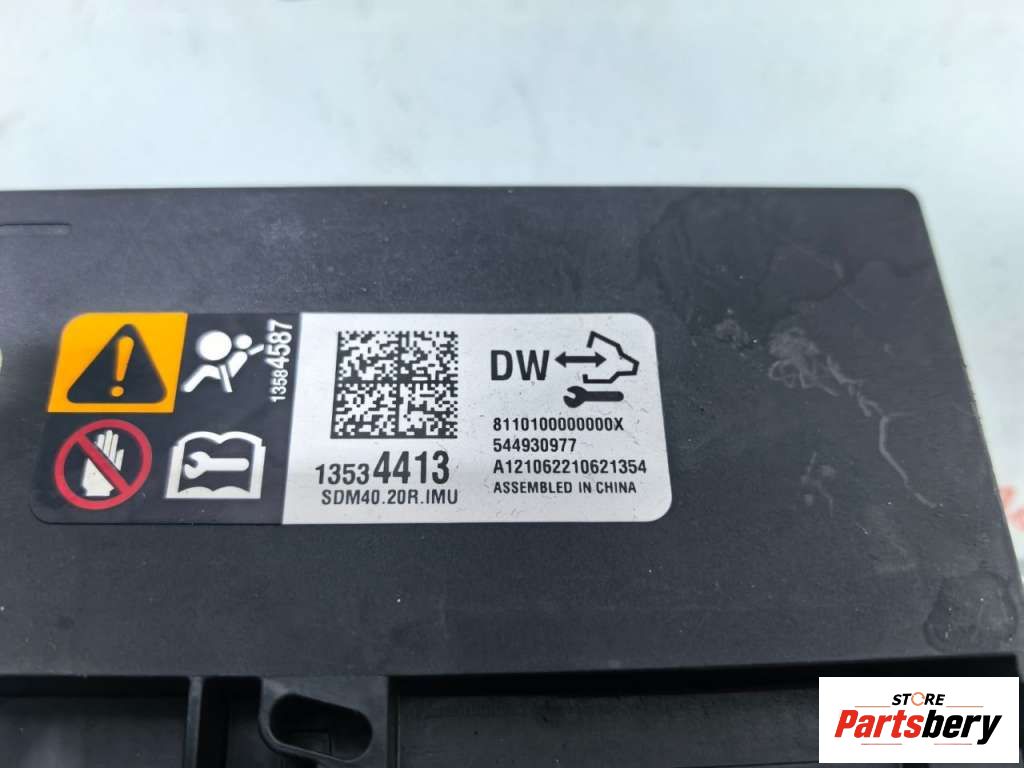 13584587
13534413
SDM40.20R.IMU
DW
8110100000000X
544930977
A121062210621354
ASSEMBLED IN CHINA
STORE
Partsbery